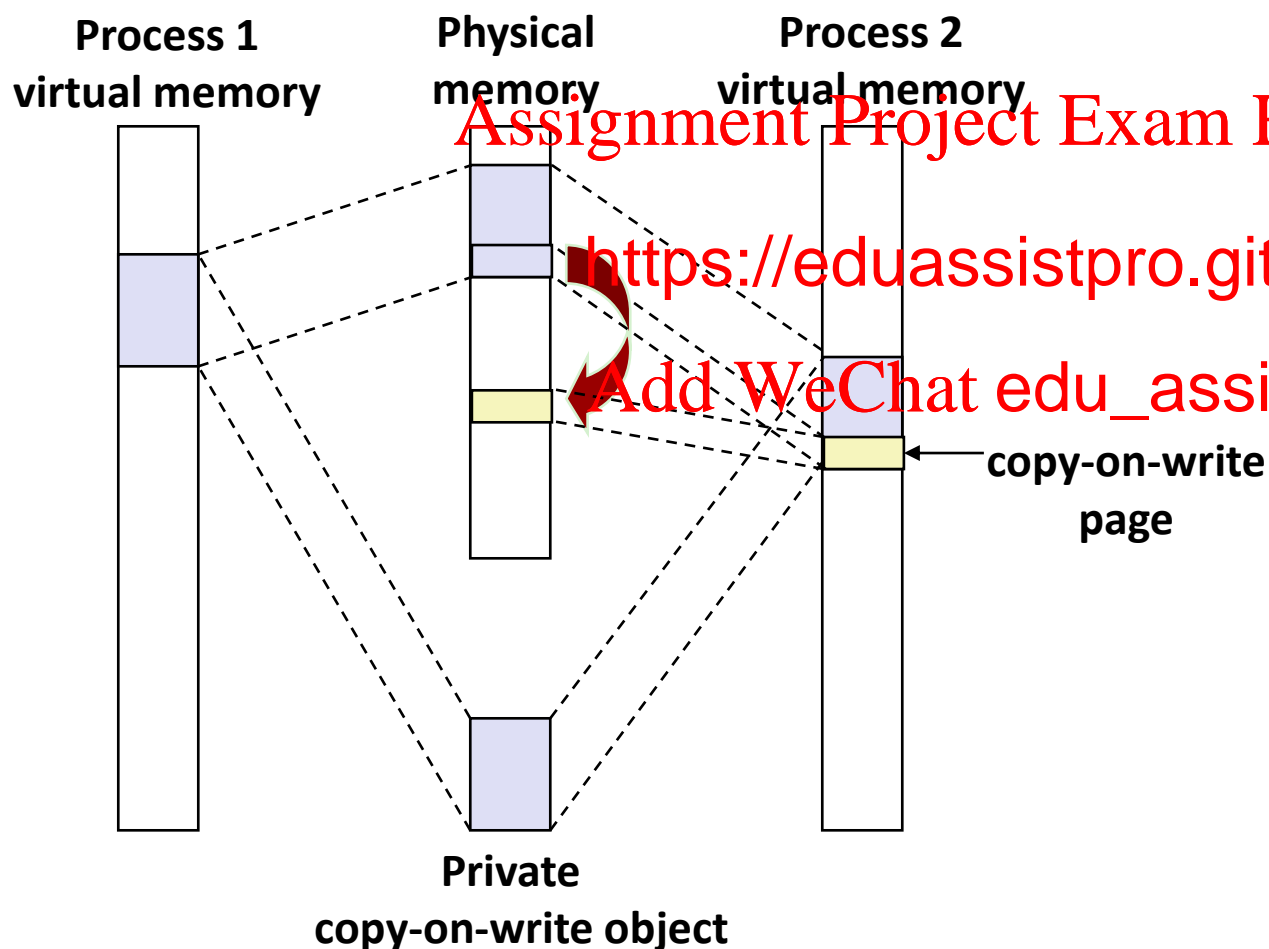 Process 1
virtual memory
Physical
memory
Process 2
virtual memory
Assignment Project Exam
https://eduassistpro.git
Add WeChat edu_assi
copy-on-write
page
Private
copy-on-write object